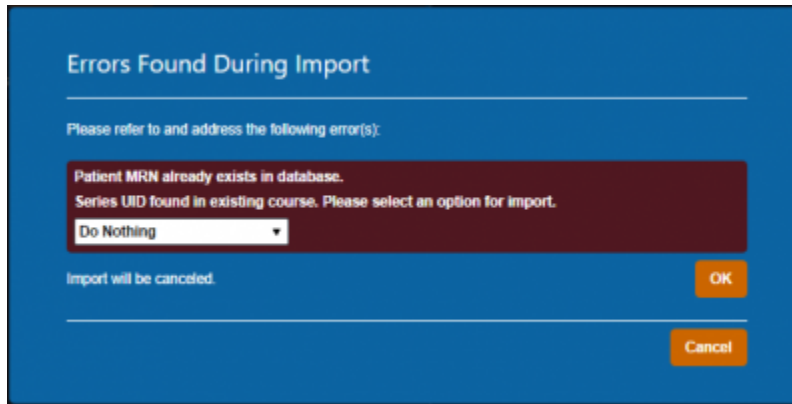 Errors Found During Import
Please refer to and address the following error(s):
Patient MRN already exists in database.
Series UID found in existing course. Please select an option for import.
Do Nothing
Import will be canceled.
OK
Cancel